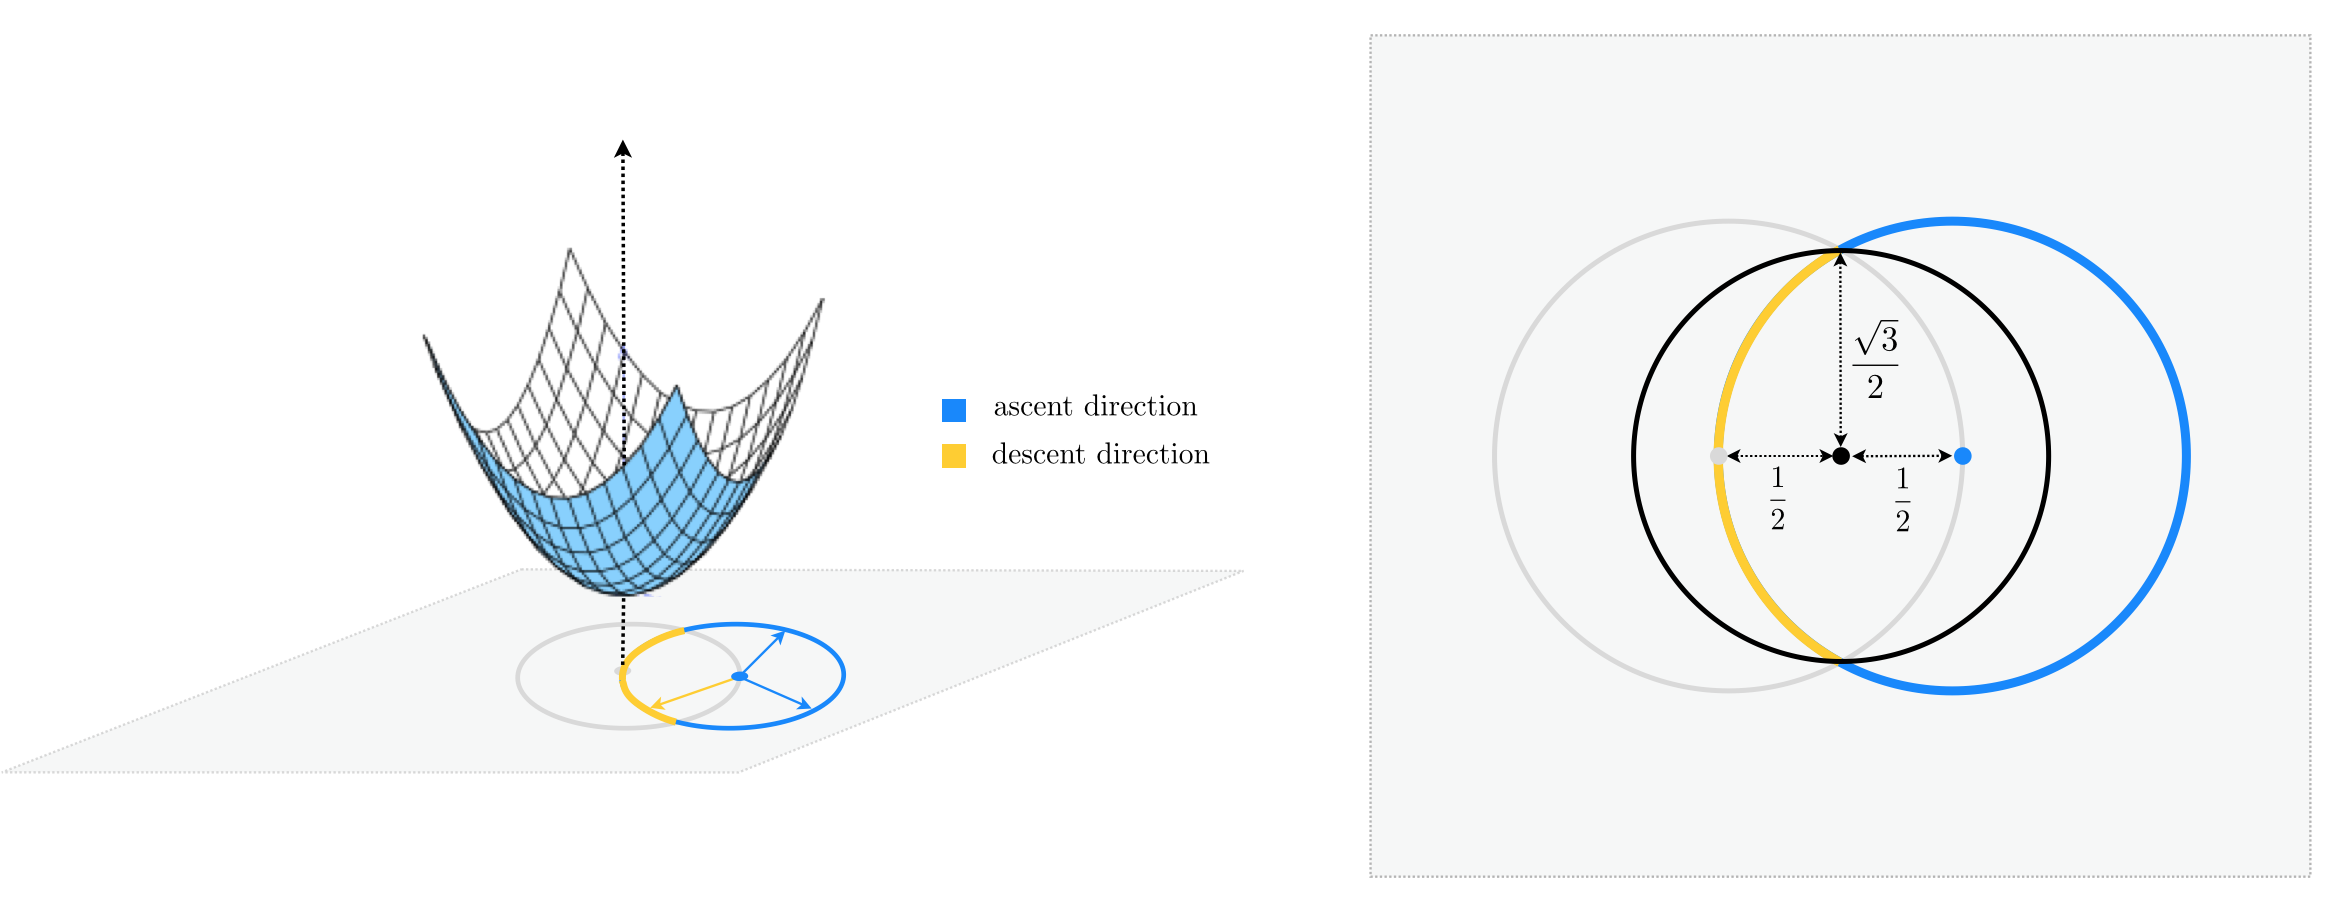 ascent direction
descent direction
√3/2
1/2
1/2